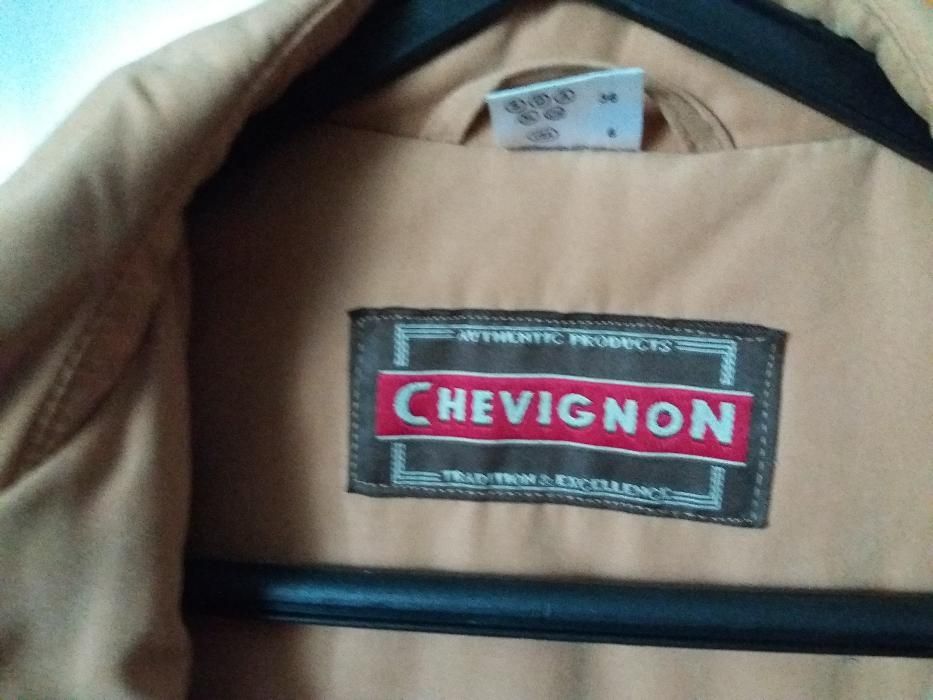 AUTHENTIC PRODUCTS
CHEVIGNON
TRADITION & EXCELLENCE